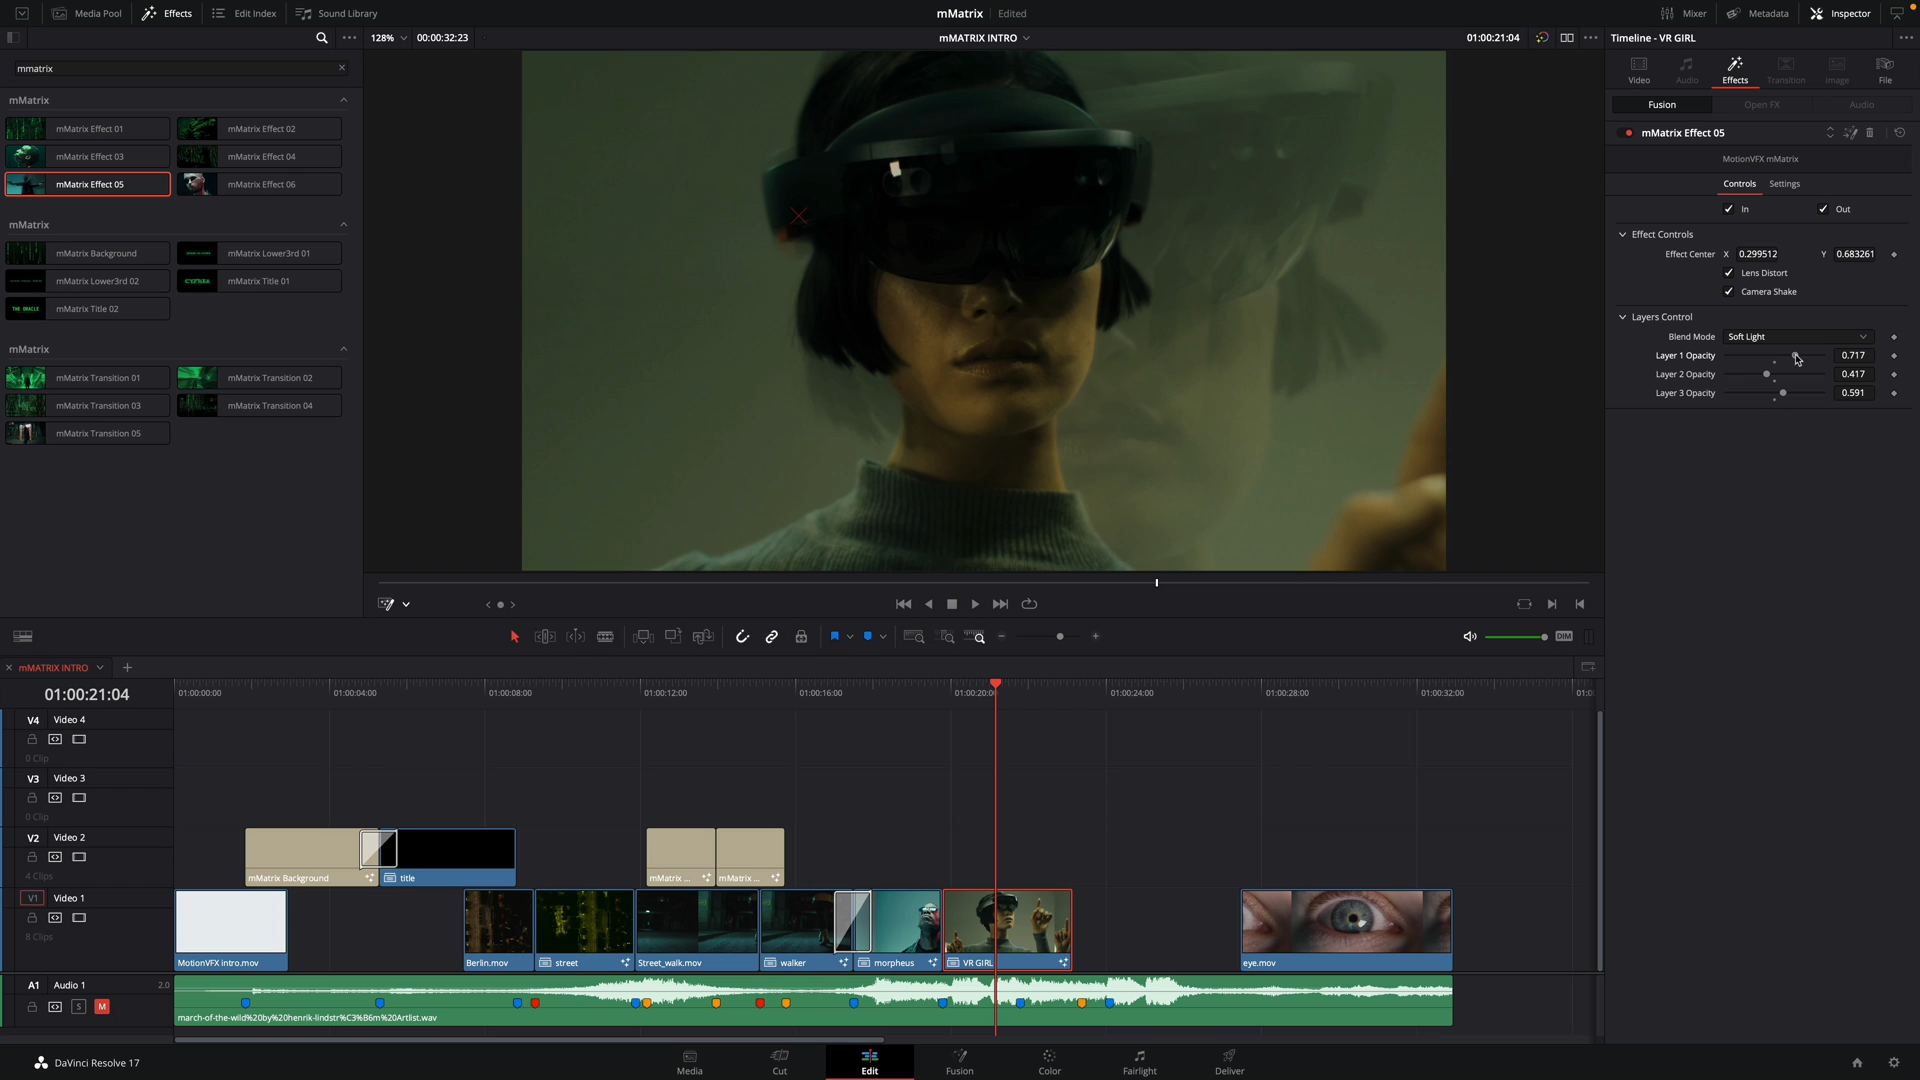 Media Pool
Effects
Edit Index
Sound Library
mMatrix
Edited
Mixer
Metadata
Inspector
128%
00:00:32:23
mMATRIX INTRO
01:00:21:04
Timeline - VR GIRL
mmatrix
Video
Audio
Effects
Transition
Image
File
Fusion
Open FX
Audio
mMatrix
mMatrix Effect 01
mMatrix Effect 02
mMatrix Effect 03
mMatrix Effect 04
mMatrix Effect 05
mMatrix Effect 06
mMatrix
mMatrix Background
mMatrix Lower3rd 01
mMatrix Lower3rd 02
CYPHER
mMatrix Title 01
THE ORACLE
mMatrix Title 02
mMatrix
mMatrix Transition 01
mMatrix Transition 02
mMatrix Transition 03
mMatrix Transition 04
mMatrix Transition 05
mMatrix Effect 05
MotionVFX mMatrix
Controls
Settings
In
Out
Effect Controls
Effect Center X 0.299512 Y 0.683261
Lens Distort
Camera Shake
Layers Control
Blend Mode Soft Light
Layer 1 Opacity 0.717
Layer 2 Opacity 0.417
Layer 3 Opacity 0.591
DIM
mMATRIX INTRO
01:00:21:04
01:00:00:00
01:00:04:00
01:00:08:00
01:00:12:00
01:00:16:00
01:00:20:00
01:00:24:00
01:00:28:00
01:00:32:00
V4 Video 4
0 Clip
V3 Video 3
0 Clip
V2 Video 2
4 Clips
mMatrix Background
title
mMatrix ...
mMatrix ...
V1 Video 1
8 Clips
MotionVFX intro.mov
Berlin.mov
street
Street_walk.mov
walker
morpheus
VR GIRL
eye.mov
A1 Audio 1 2.0
S
M
march-of-the-wild%20by%20henrik-lindstr%C3%B6m%20Artlist.wav
DaVinci Resolve 17
Media
Cut
Edit
Fusion
Color
Fairlight
Deliver